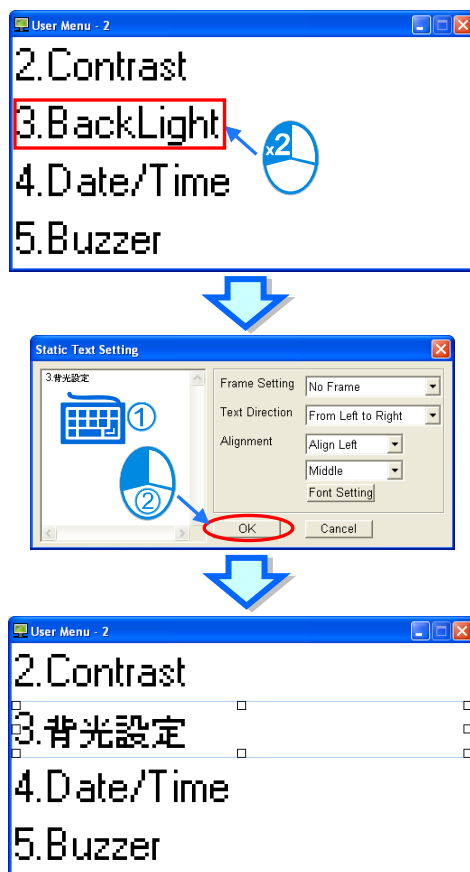 User Menu - 2
2.Contrast
3.BackLight
x2
4.Date/Time
5.Buzzer
Static Text Setting
3.背光設定
Frame Setting No Frame
①
Text Direction From Left to Right
Alignment Align Left
Middle
②
Font Setting
OK Cancel
User Menu - 2
2.Contrast
3.背光設定
4.Date/Time
5.Buzzer